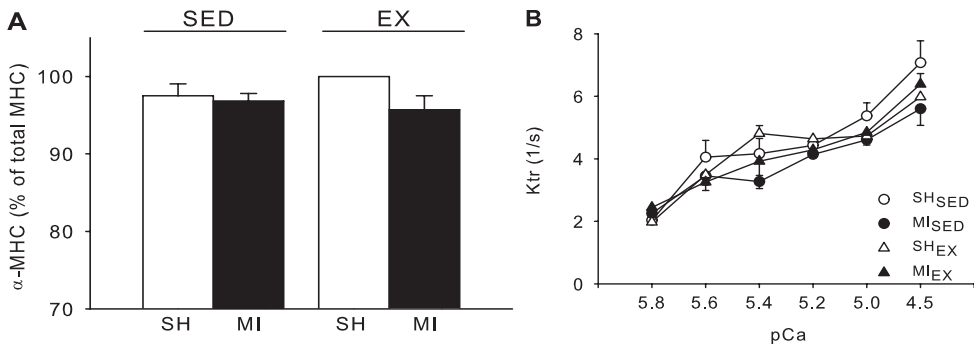 A
SED EX
α-MHC (% of total MHC)
100
90
80
70
SH MI SH MI
B
Ktr (1/s)
8
6
4
2
0
SHSED
MISED
SHEX
MIEX
5.8 5.6 5.4 5.2 5.0 4.5
pCa